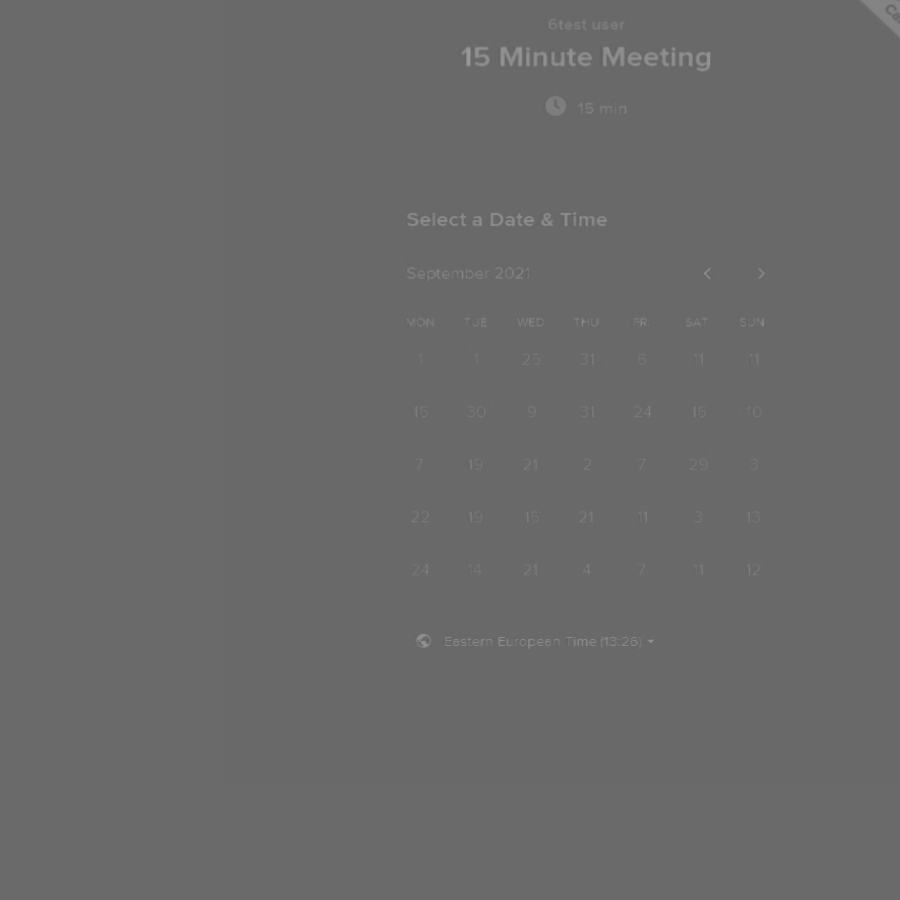 6test user
15 Minute Meeting
15 min
Select a Date & Time
September 2021
MON TUE WED THU FRI SAT SUN
1 1 25 31 6 11 11
15 30 9 31 24 15 10
7 19 21 2 7 29 3
22 19 15 21 11 3 13
24 14 21 4 7 11 12
Eastern European Time (13:26)